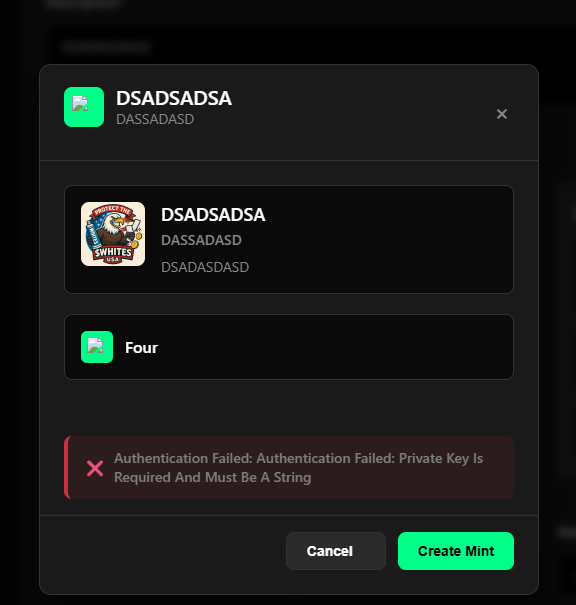 DSADSADSA
DASSADASD
×
PROTECT THE
$WHITES
USA
DSADSADSA
DASSADASD
DSADASDASD
Four
Authentication Failed: Authentication Failed: Private Key Is
Required And Must Be A String
Cancel
Create Mint